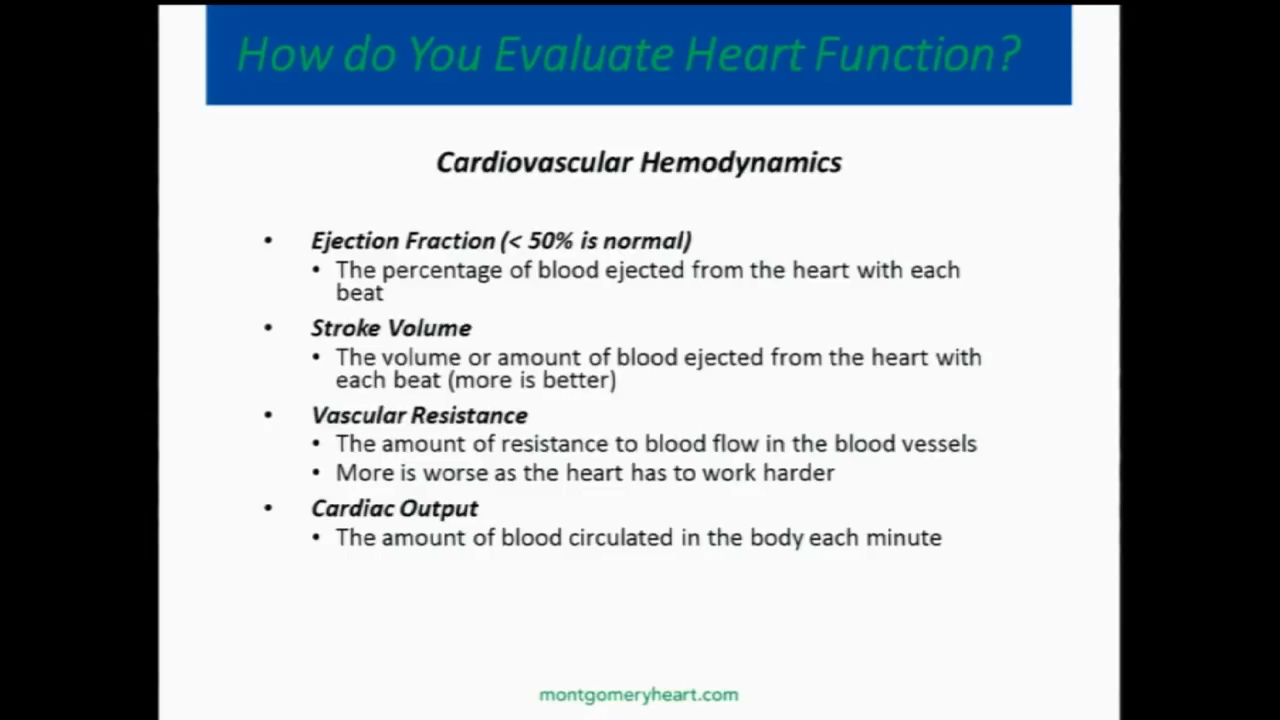 How do You Evaluate Heart Function?
Cardiovascular Hemodynamics
• Ejection Fraction (< 50% is normal)
• The percentage of blood ejected from the heart with each
beat
• Stroke Volume
• The volume or amount of blood ejected from the heart with
each beat (more is better)
• Vascular Resistance
• The amount of resistance to blood flow in the blood vessels
• More is worse as the heart has to work harder
• Cardiac Output
• The amount of blood circulated in the body each minute
montgomeryheart.com